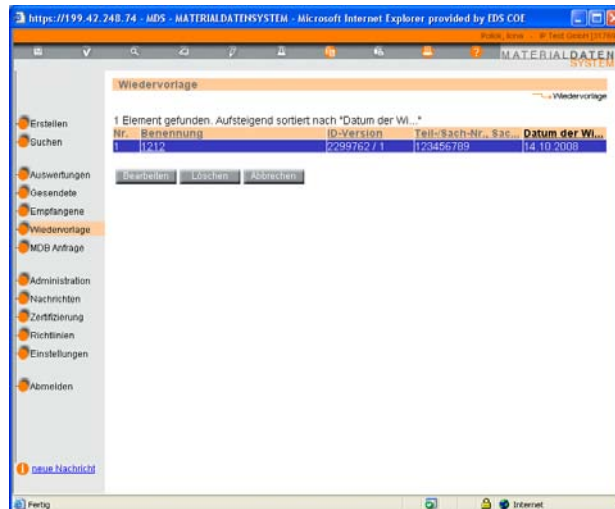 https://199.42.248.74 - MDS - MATERIALDATENSYSTEM - Microsoft Internet Explorer provided by EDS COE
MATERIALDATEN
SYSTEM
Wiedervorlage
Wiedervorlage
1 Element gefunden. Aufsteigend sortiert nach "Datum der Wi..."
Nr. Benennung ID-Version Teil-/Sach-Nr., Sac... Datum der Wi...
1 1212 2299762 / 1 123456789 14.10.2008
Bearbeiten Löschen Abbrechen
Erstellen
Suchen
Auswertungen
Gesendete
Empfangene
Wiedervorlage
MDB Anfrage
Administration
Nachrichten
Zertifizierung
Richtlinien
Einstellungen
Abmelden
neue Nachricht
Fertig Internet